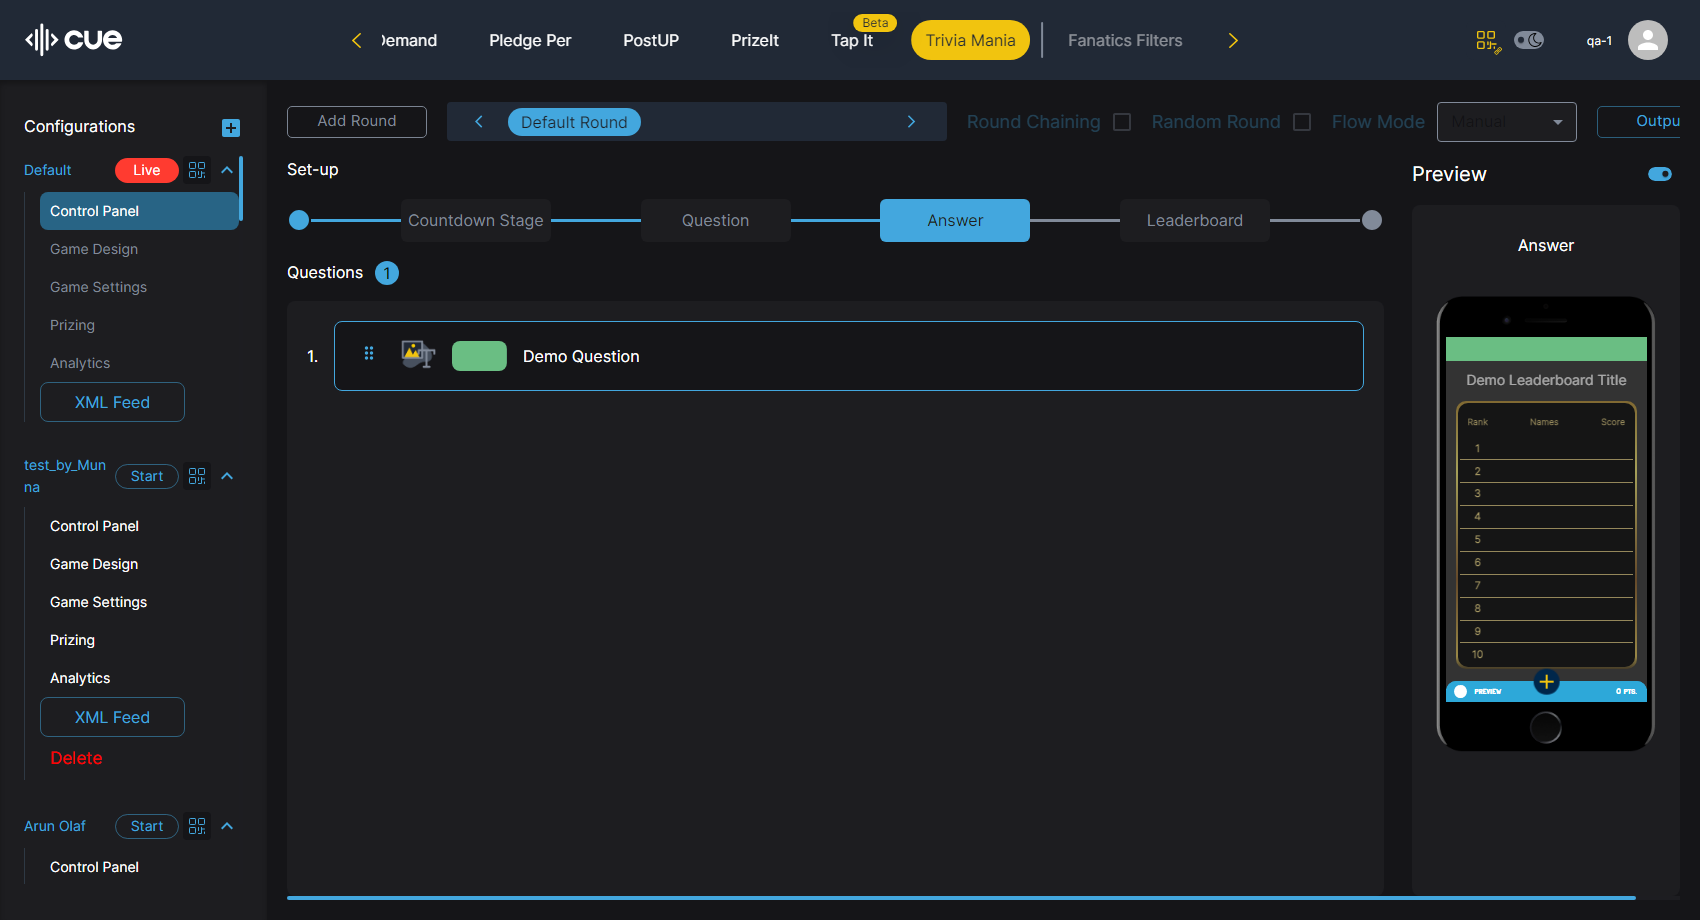 cue
Demand
Pledge Per
PostUP
PrizeIt
Tap It
Beta
Trivia Mania
Fanatics Filters
qa-1
Configurations
Default
Live
Control Panel
Game Design
Game Settings
Prizing
Analytics
XML Feed
test_by_Mun
na
Start
Control Panel
Game Design
Game Settings
Prizing
Analytics
XML Feed
Delete
Arun Olaf
Start
Control Panel
Add Round
Default Round
Round Chaining
Random Round
Flow Mode
Manual
Outpu
Set-up
Countdown Stage
Question
Answer
Leaderboard
Questions 1
1.
Demo Question
Preview
Answer
Demo Leaderboard Title
Rank Names Score
1
2
3
4
5
6
7
8
9
10
PREVIEW
0 PTS.